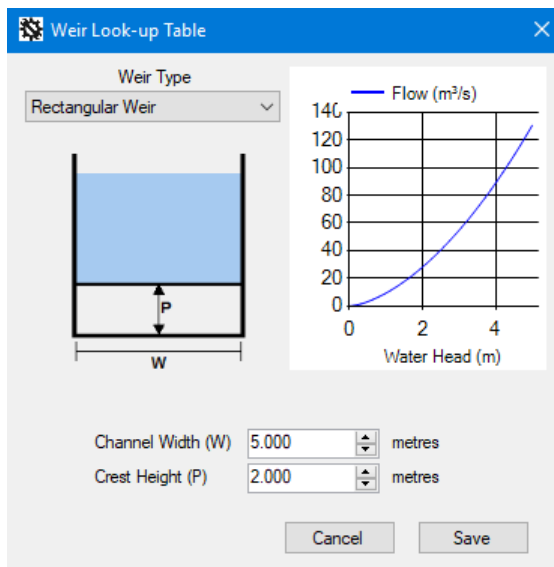 Weir Look-up Table
Weir Type
Rectangular Weir
P
W
Flow (m³/s)
140
120
100
80
60
40
20
0
0 2 4
Water Head (m)
Channel Width (W) 5.000 metres
Crest Height (P) 2.000 metres
Cancel Save